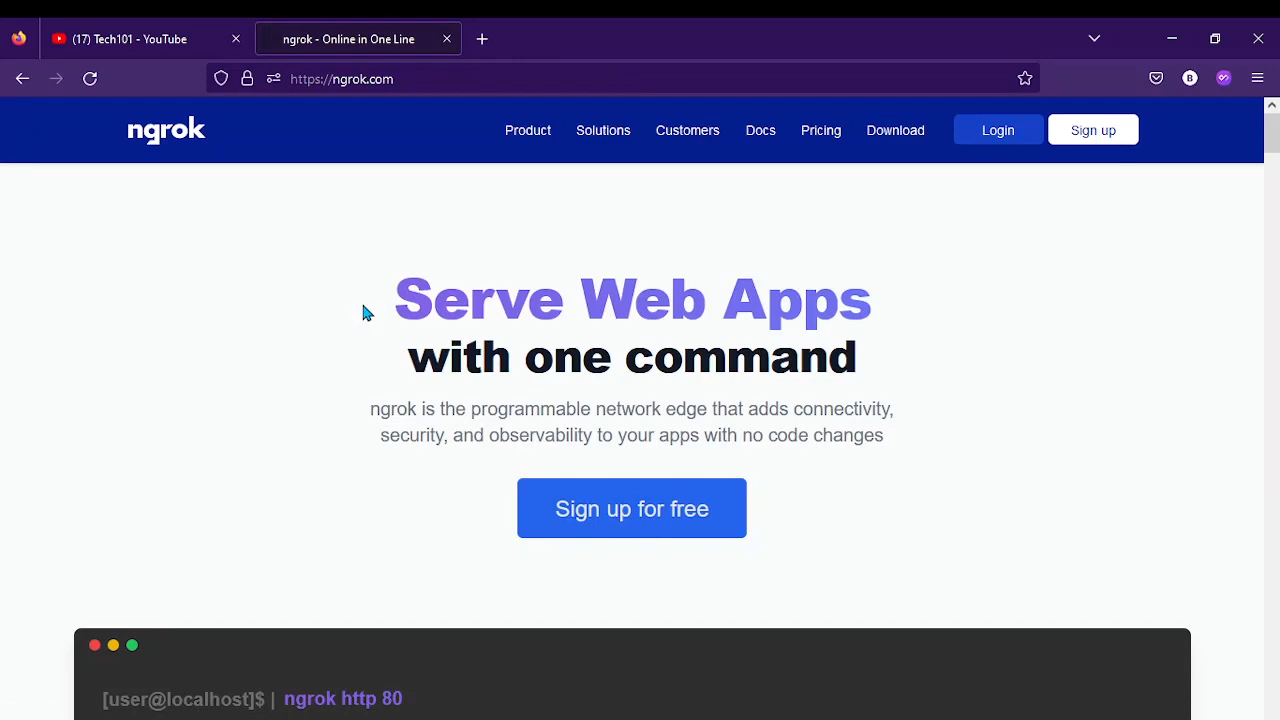 (17) Tech101 - YouTube
ngrok - Online in One Line
https://ngrok.com
B
ngrok
Product
Solutions
Customers
Docs
Pricing
Download
Login
Sign up
Serve Web Apps
with one command
ngrok is the programmable network edge that adds connectivity,
security, and observability to your apps with no code changes
Sign up for free
[user@localhost]$ | ngrok http 80